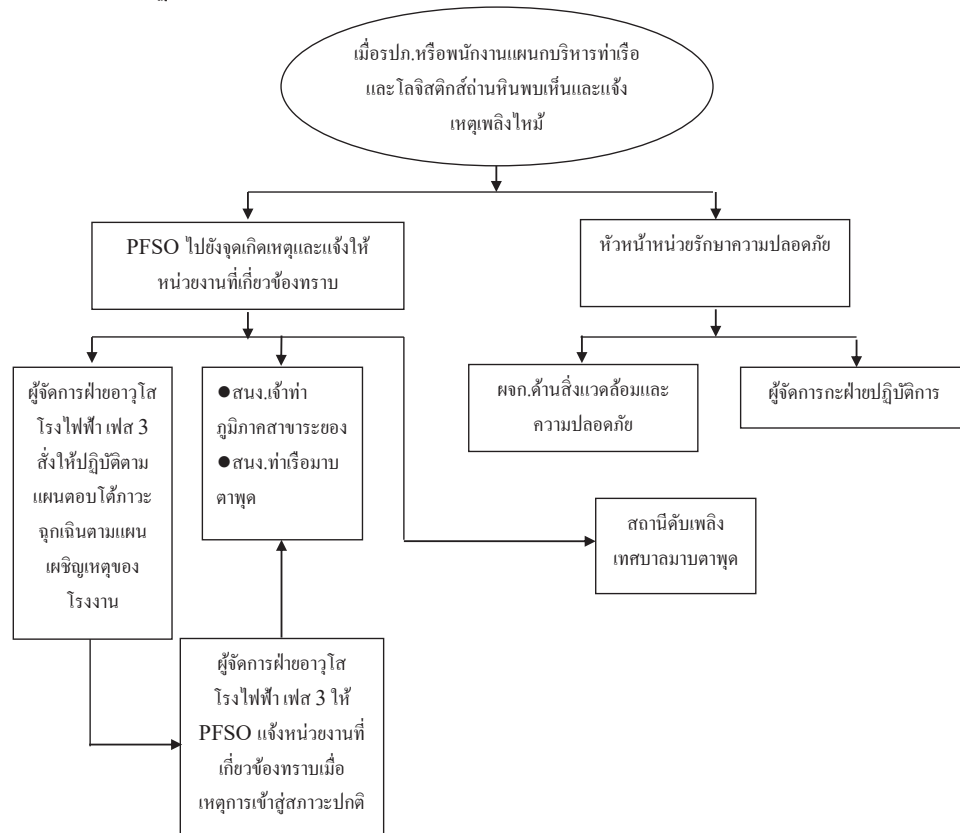 เมื่อรปภ.หรือพนักงานแผนกบริหารท่าเรือ
และโลจิสติกส์ถ่านหินพบเห็นและแจ้ง
เหตุเพลิงไหม้
PFSO ไปยังจุดเกิดเหตุและแจ้งให้
หน่วยงานที่เกี่ยวข้องทราบ
หัวหน้าหน่วยรักษาความปลอดภัย
ผู้จัดการฝ่ายอาวุโส
โรงไฟฟ้า เฟส 3
สั่งให้ปฏิบัติตาม
แผนตอบโต้ภาวะ
ฉุกเฉินตามแผน
เผชิญเหตุของ
โรงงาน
●สนง.เจ้าท่า
ภูมิภาคสาขาระยอง
●สนง.ท่าเรือมาบ
ตาพุด
ผจก.ด้านสิ่งแวดล้อมและ
ความปลอดภัย
ผู้จัดการกะฝ่ายปฏิบัติการ
สถานีดับเพลิง
เทศบาลมาบตาพุด
ผู้จัดการฝ่ายอาวุโส
โรงไฟฟ้า เฟส 3 ให้
PFSO แจ้งหน่วยงานที่
เกี่ยวข้องทราบเมื่อ
เหตุการเข้าสู่สภาวะปกติ